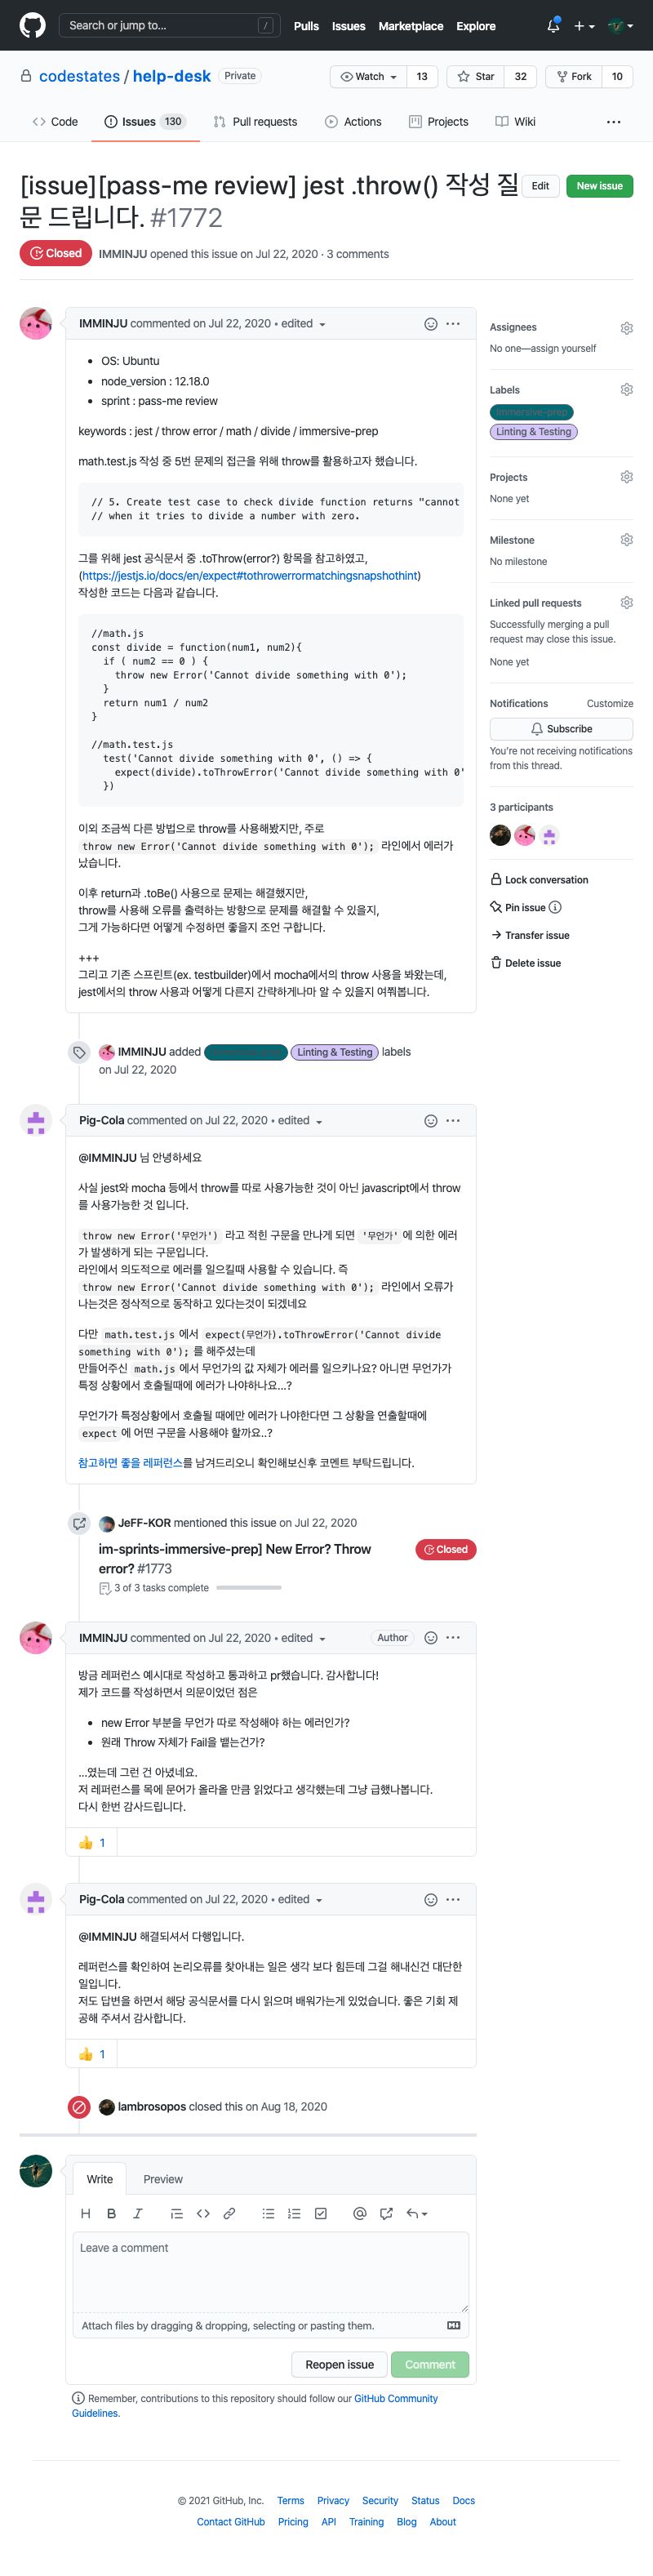 Search or jump to...
/
Pulls Issues Marketplace Explore
codestates / help-desk Private
Watch 13 Star 32 Fork 10
Code Issues 130 Pull requests Actions Projects Wiki
[issue][pass-me review] jest .throw() 작성 질
문 드립니다. #1772
Edit New issue
Closed IMMINJU opened this issue on Jul 22, 2020 · 3 comments
IMMINJU commented on Jul 22, 2020 • edited
OS: Ubuntu
node_version : 12.18.0
sprint : pass-me review
keywords : jest / throw error / math / divide / immersive-prep
math.test.js 작성 중 5번 문제의 접근을 위해 throw를 활용하고자 했습니다.
// 5. Create test case to check divide function returns "cannot
// when it tries to divide a number with zero.
그를 위해 jest 공식문서 중 .toThrow(error?) 항목을 참고하였고,
(https://jestjs.io/docs/en/expect#tothrowerrormatchingsnapshothint)
작성한 코드는 다음과 같습니다.
//math.js
const divide = function(num1, num2){
if ( num2 == 0 ) {
throw new Error('Cannot divide something with 0');
}
return num1 / num2
}
//math.test.js
test('Cannot divide something with 0', () => {
expect(divide).toThrowError('Cannot divide something with 0'
})
이외 조금씩 다른 방법으로 throw를 사용해봤지만, 주로
throw new Error('Cannot divide something with 0'); 라인에서 에러가
났습니다.
이후 return과 .toBe() 사용으로 문제는 해결했지만,
throw를 사용해 오류를 출력하는 방향으로 문제를 해결할 수 있을지,
그게 가능하다면 어떻게 수정하면 좋을지 조언 구합니다.
+++
그리고 기존 스프린트(ex. testbuilder)에서 mocha에서의 throw 사용을 봐왔는데,
jest에서의 throw 사용과 어떻게 다른지 간략하게나마 알 수 있을지 여쭤봅니다.
Assignees
No one—assign yourself
Labels
immersive-prep
Linting & Testing
Projects
None yet
Milestone
No milestone
Linked pull requests
Successfully merging a pull
request may close this issue.
None yet
Notifications Customize
Subscribe
You're not receiving notifications
from this thread.
3 participants
Lock conversation
Pin issue
Transfer issue
Delete issue
IMMINJU added immersive-prep Linting & Testing labels
on Jul 22, 2020
Pig-Cola commented on Jul 22, 2020 • edited
@IMMINJU 님 안녕하세요
사실 jest와 mocha 등에서 throw를 따로 사용가능한 것이 아닌 javascript에서 throw
를 사용가능한 것 입니다.
throw new Error('무언가') 라고 적힌 구문을 만나게 되면 '무언가' 에 의한 에러
가 발생하게 되는 구문입니다.
라인에서 의도적으로 에러를 일으킬때 사용할 수 있습니다. 즉
throw new Error('Cannot divide something with 0'); 라인에서 오류가
나는것은 정삭적으로 동작하고 있다는것이 되겠네요
다만 math.test.js 에서 expect(무언가).toThrowError('Cannot divide
something with 0'); 를 해주셨는데
만들어주신 math.js 에서 무언가의 값 자체가 에러를 일으키나요? 아니면 무언가가
특정 상황에서 호출될때에 에러가 나야하나요...?
무언가가 특정상황에서 호출될 때에만 에러가 나야한다면 그 상황을 연출할때에
expect 에 어떤 구문을 사용해야 할까요..?
참고하면 좋을 레퍼런스를 남겨드리오니 확인해보신후 코멘트 부탁드립니다.
JeFF-KOR mentioned this issue on Jul 22, 2020
im-sprints-immersive-prep] New Error? Throw
error? #1773
Closed
3 of 3 tasks complete
IMMINJU commented on Jul 22, 2020 • edited Author
방금 레퍼런스 예시대로 작성하고 통과하고 pr했습니다. 감사합니다!
제가 코드를 작성하면서 의문이었던 점은
new Error 부분을 무언가 따로 작성해야 하는 에러인가?
원래 Throw 자체가 Fail을 뱉는건가?
...였는데 그런 건 아녔네요.
저 레퍼런스를 목에 문어가 올라올 만큼 읽었다고 생각했는데 그냥 급했나봅니다.
다시 한번 감사드립니다.
1
Pig-Cola commented on Jul 22, 2020 • edited
@IMMINJU 해결되셔서 다행입니다.
레퍼런스를 확인하여 논리오류를 찾아내는 일은 생각 보다 힘든데 그걸 해내신건 대단한
일입니다.
저도 답변을 하면서 해당 공식문서를 다시 읽으며 배워가는게 있었습니다. 좋은 기회 제
공해 주셔서 감사합니다.
1
lambrosopos closed this on Aug 18, 2020
Write Preview
Leave a comment
Attach files by dragging & dropping, selecting or pasting them.
Reopen issue Comment
Remember, contributions to this repository should follow our GitHub Community
Guidelines.
© 2021 GitHub, Inc. Terms Privacy Security Status Docs
Contact GitHub Pricing API Training Blog About